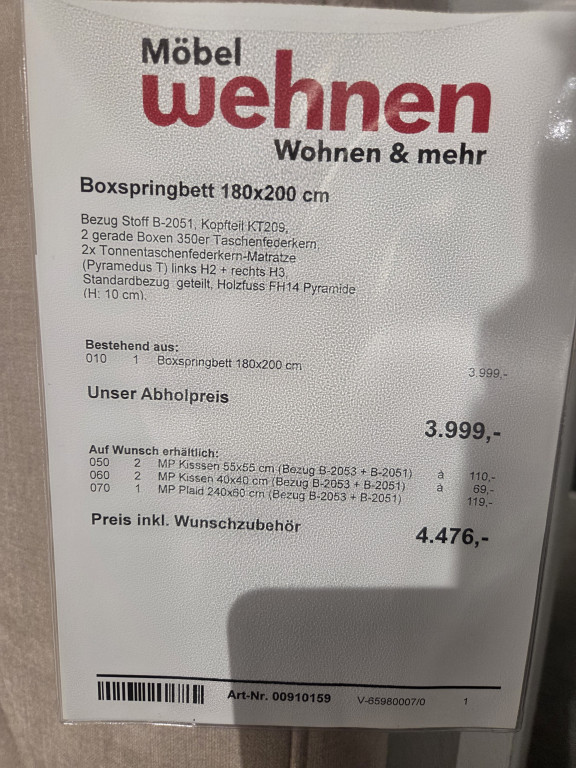 Möbel
wehnen
Wohnen & mehr
Boxspringbett 180x200 cm
Bezug Stoff B-2051, Kopfteil KT209,
2 gerade Boxen 350er Taschenfederkern,
2x Tonnentaschenfederkern-Matratze
(Pyramedus T) links H2 + rechts H3,
Standardbezug geteilt, Holzfuss FH14 Pyramide
(H: 10 cm).
Bestehend aus:
010 1 Boxspringbett 180x200 cm 3.999,-
Unser Abholpreis
3.999,-
Auf Wunsch erhältlich:
050 2 MP Kisssen 55x55 cm (Bezug B-2053 + B-2051) à 110,-
060 2 MP Kissen 40x40 cm (Bezug B-2053 + B-2051) à 69,-
070 1 MP Plaid 240x60 cm (Bezug B-2053 + B-2051) 119,-
Preis inkl. Wunschzubehör 4.476,-
Art-Nr. 00910159 V-65980007/0 1